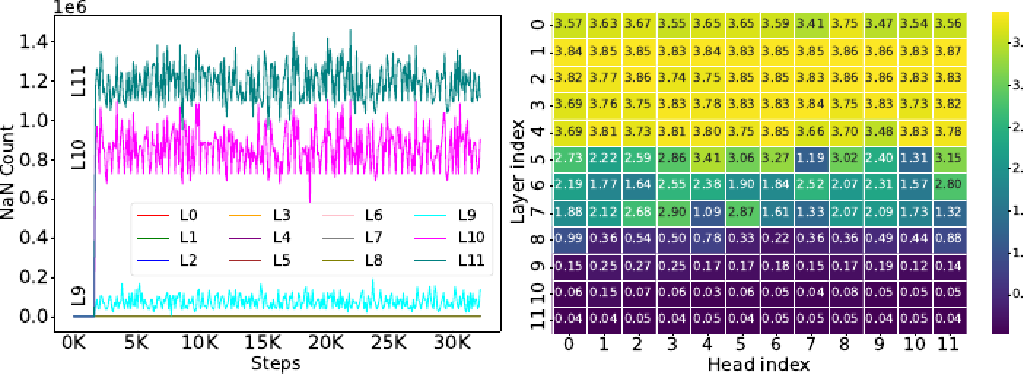 1e6
1.4
1.2
1.0
0.8
0.6
0.4
0.2
0.0
NaN Count
L11
L10
L9
L0 L3 L6 L9
L1 L4 L7 L10
L2 L5 L8 L11
0K 5K 10K 15K 20K 25K 30K
Steps
Layer index
0 3.57 3.63 3.67 3.55 3.65 3.65 3.59 3.41 3.75 3.47 3.54 3.56
1 3.84 3.85 3.85 3.83 3.84 3.83 3.85 3.85 3.86 3.86 3.83 3.87
2 3.82 3.77 3.86 3.74 3.75 3.85 3.85 3.83 3.86 3.86 3.83 3.83
3 3.69 3.76 3.75 3.83 3.78 3.83 3.83 3.84 3.75 3.83 3.73 3.82
4 3.69 3.81 3.73 3.81 3.80 3.75 3.85 3.66 3.70 3.48 3.83 3.78
5 2.73 2.22 2.59 2.86 3.41 3.06 3.27 1.19 3.02 2.40 1.31 3.15
6 2.19 1.77 1.64 2.55 2.38 1.90 1.84 2.52 2.07 2.31 1.57 2.80
7 1.88 2.12 2.68 2.90 1.09 2.87 1.61 1.33 2.07 2.09 1.73 1.32
8 0.99 0.36 0.54 0.50 0.78 0.33 0.22 0.36 0.36 0.49 0.44 0.88
9 0.15 0.25 0.27 0.25 0.17 0.17 0.18 0.25 0.15 0.19 0.12 0.14
10 0.06 0.15 0.07 0.06 0.03 0.06 0.05 0.04 0.08 0.05 0.05 0.05
11 0.04 0.04 0.05 0.04 0.05 0.04 0.05 0.04 0.05 0.05 0.04 0.04
0 1 2 3 4 5 6 7 8 9 10 11
Head index
3.
3.
2.
2.
1.
1.
0.